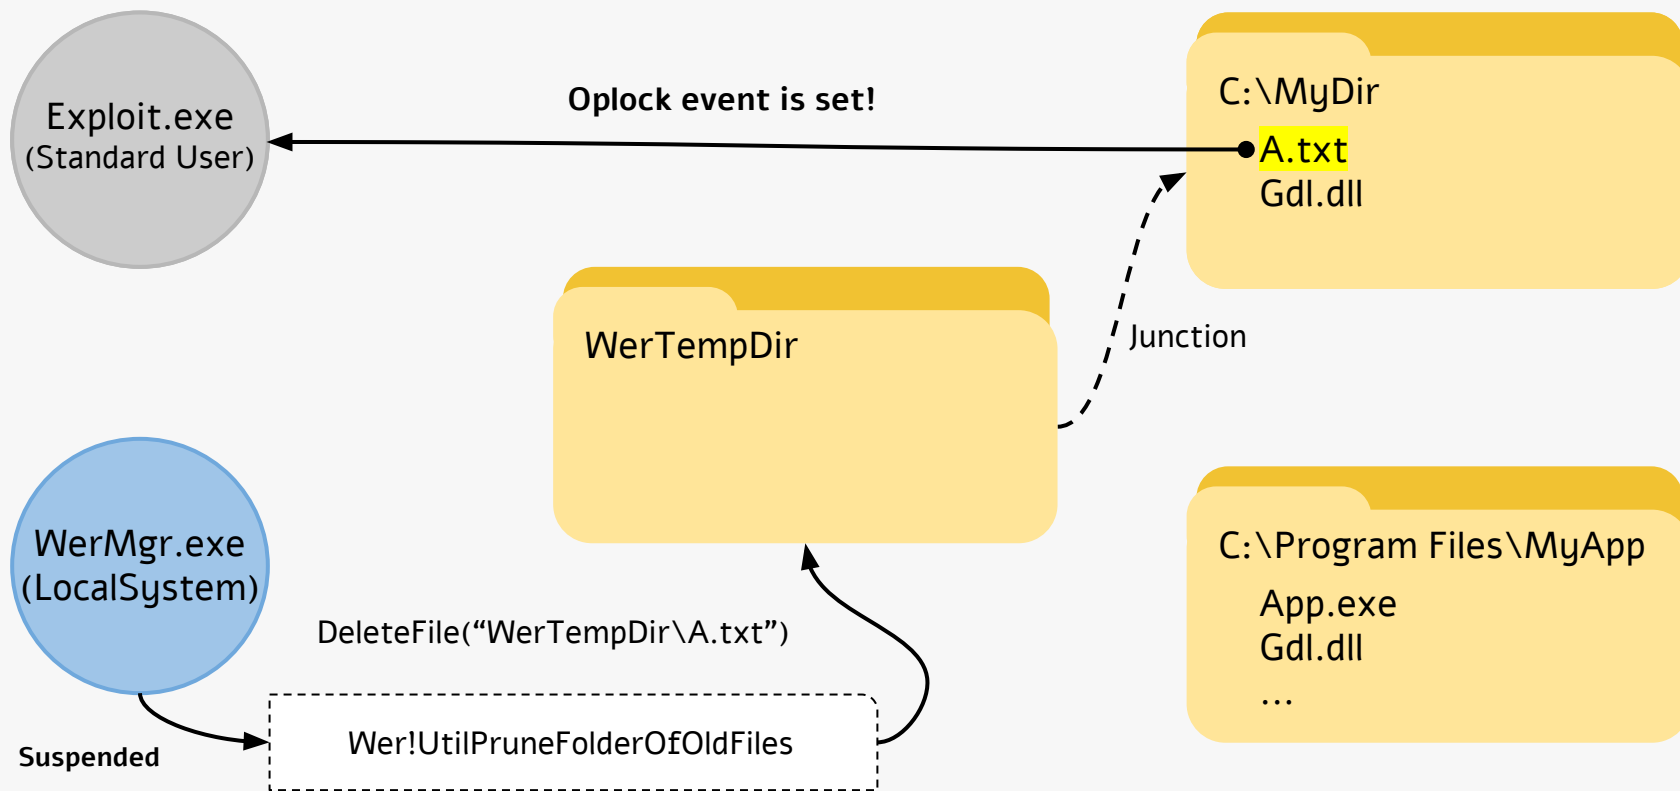 Exploit.exe
(Standard User)
Oplock event is set!
C:\MyDir
A.txt
Gdl.dll
WerTempDir
Junction
WerMgr.exe
(LocalSystem)
DeleteFile(“WerTempDir\A.txt”)
C:\Program Files\MyApp
App.exe
Gdl.dll
...
Suspended
Wer!UtilPruneFolderOfOldFiles